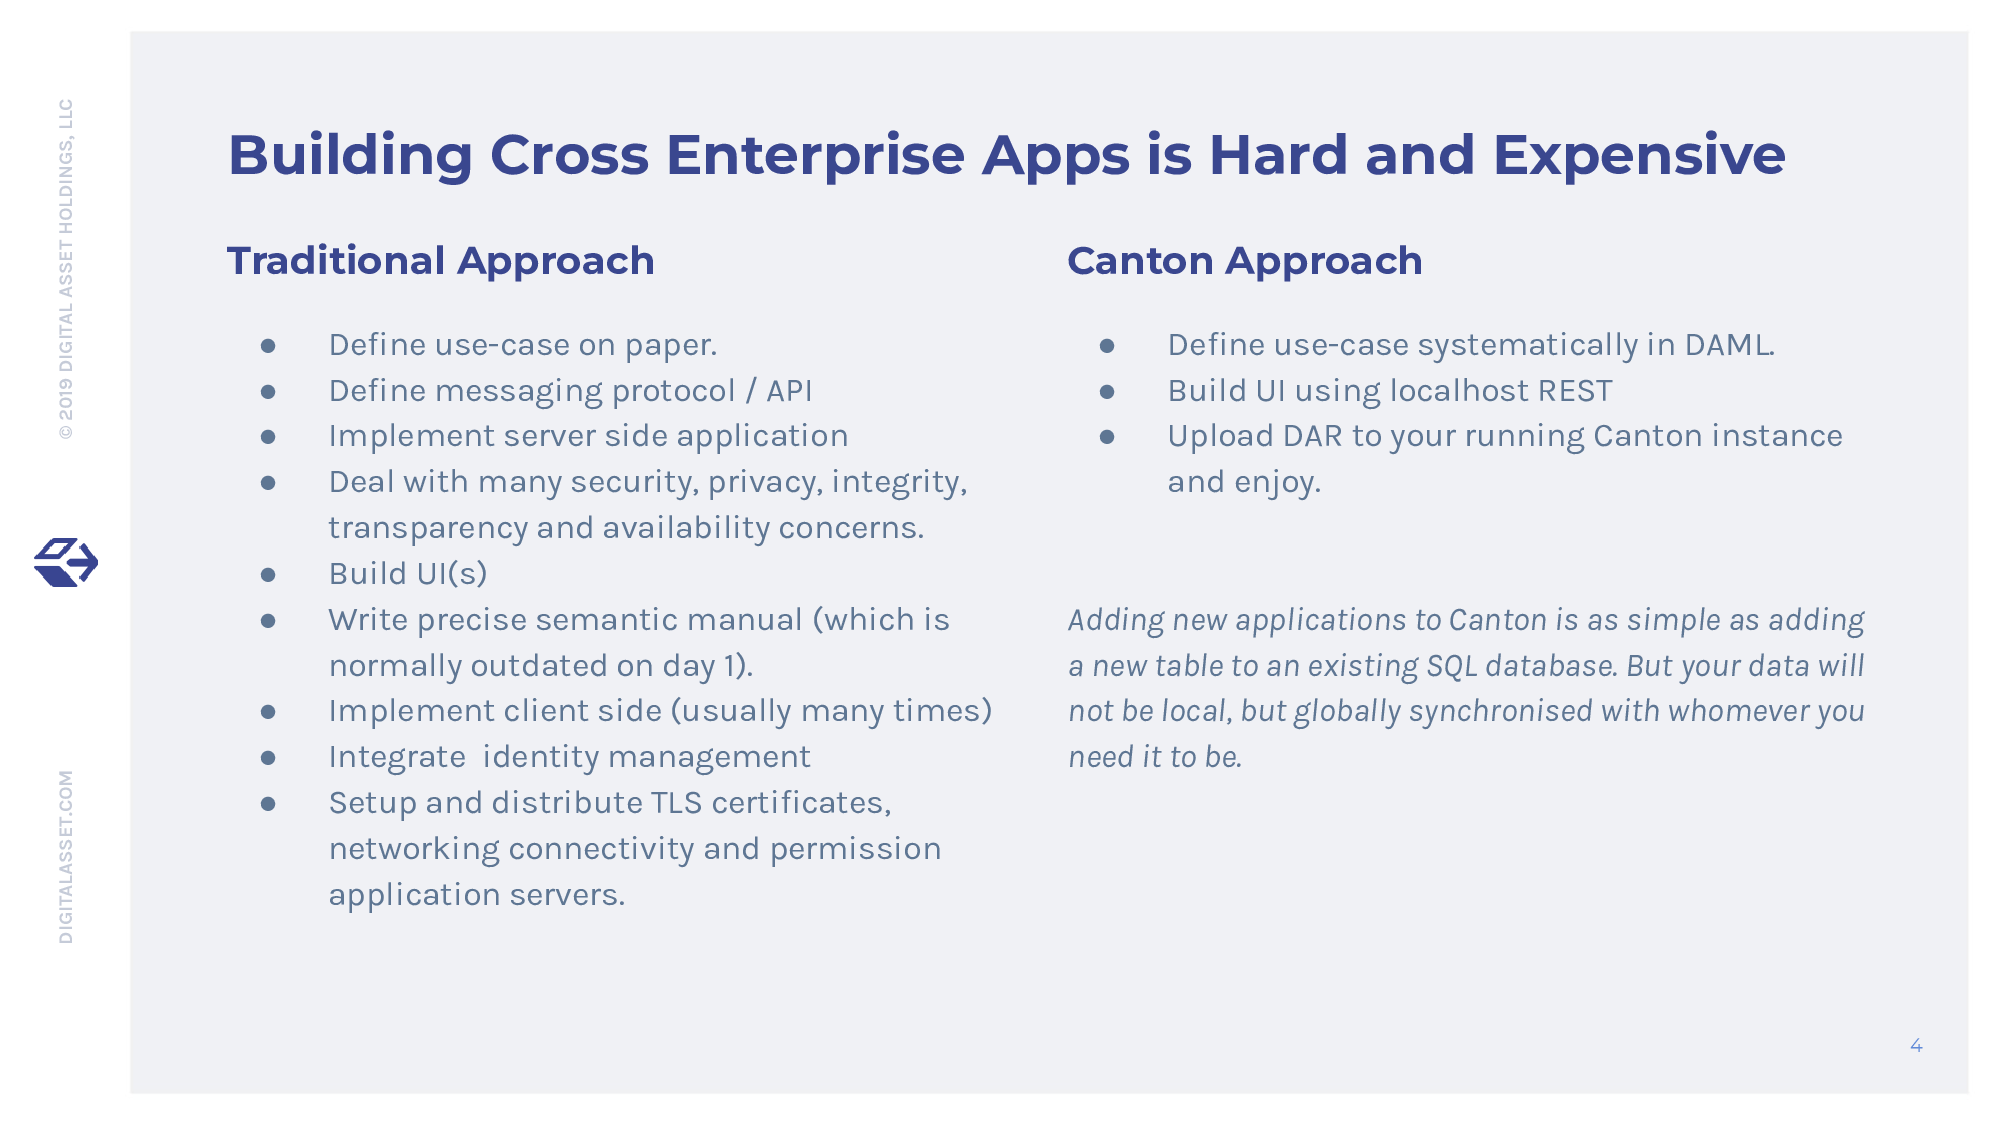 Building Cross Enterprise Apps is Hard and Expensive
Traditional Approach
● Define use-case on paper.
● Define messaging protocol / API
● Implement server side application
● Deal with many security, privacy, integrity,
transparency and availability concerns.
● Build UI(s)
● Write precise semantic manual (which is
normally outdated on day 1).
● Implement client side (usually many times)
● Integrate  identity management
● Setup and distribute TLS certificates,
networking connectivity and permission
application servers.
Canton Approach
● Define use-case systematically in DAML.
● Build UI using localhost REST
● Upload DAR to your running Canton instance
and enjoy.
Adding new applications to Canton is as simple as adding
a new table to an existing SQL database. But your data will
not be local, but globally synchronised with whomever you
need it to be.
© 2019 DIGITAL ASSET HOLDINGS, LLC
DIGITALASSET.COM
4